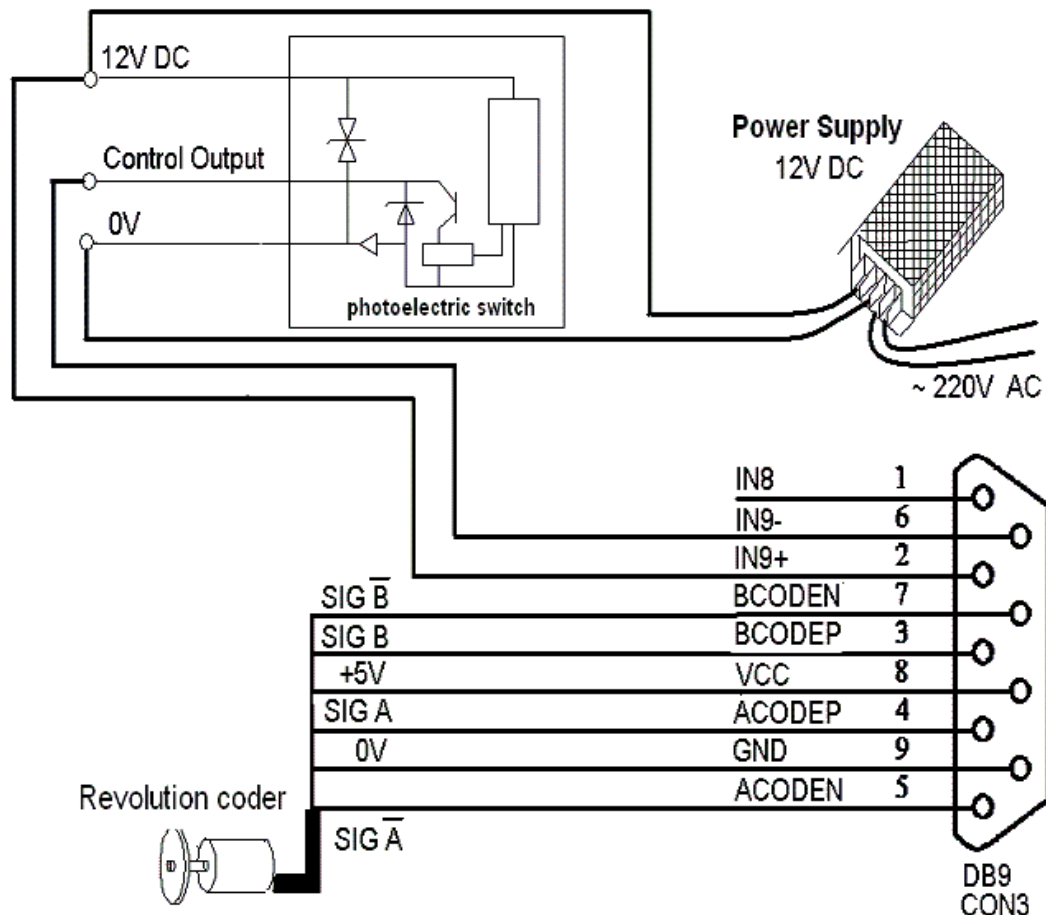 12V DC
Control Output
0V
photoelectric switch
Power Supply
12V DC
~ 220V AC
IN8 1
IN9- 6
IN9+ 2
SIG B̅ BCODEN 7
SIG B BCODEP 3
+5V VCC 8
SIG A ACODEP 4
0V GND 9
ACODEN 5
SIG A̅
Revolution coder
DB9
CON3